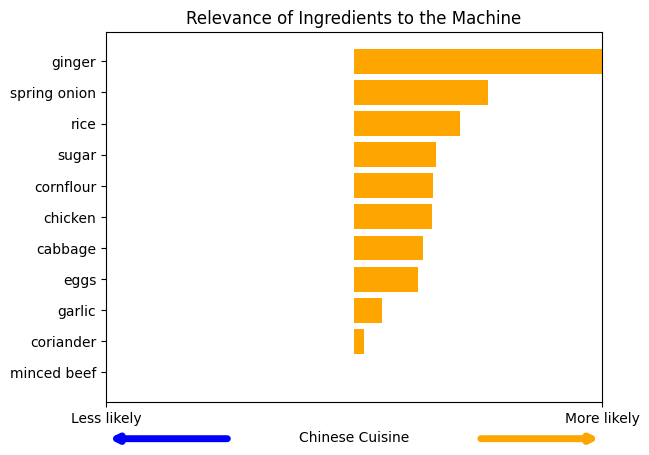 Relevance of Ingredients to the Machine
ginger
spring onion
rice
sugar
cornflour
chicken
cabbage
eggs
garlic
coriander
minced beef
Less likely
More likely
Chinese Cuisine